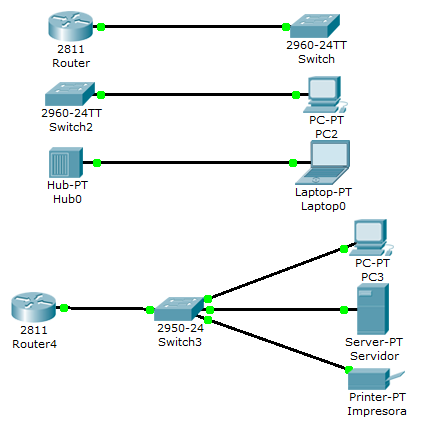 2811
Router
2960-24TT
Switch
2960-24TT
Switch2
PC-PT
PC2
Hub-PT
Hub0
Laptop-PT
Laptop0
PC-PT
PC3
2811
Router4
2950-24
Switch3
Server-PT
Servidor
Printer-PT
Impresora